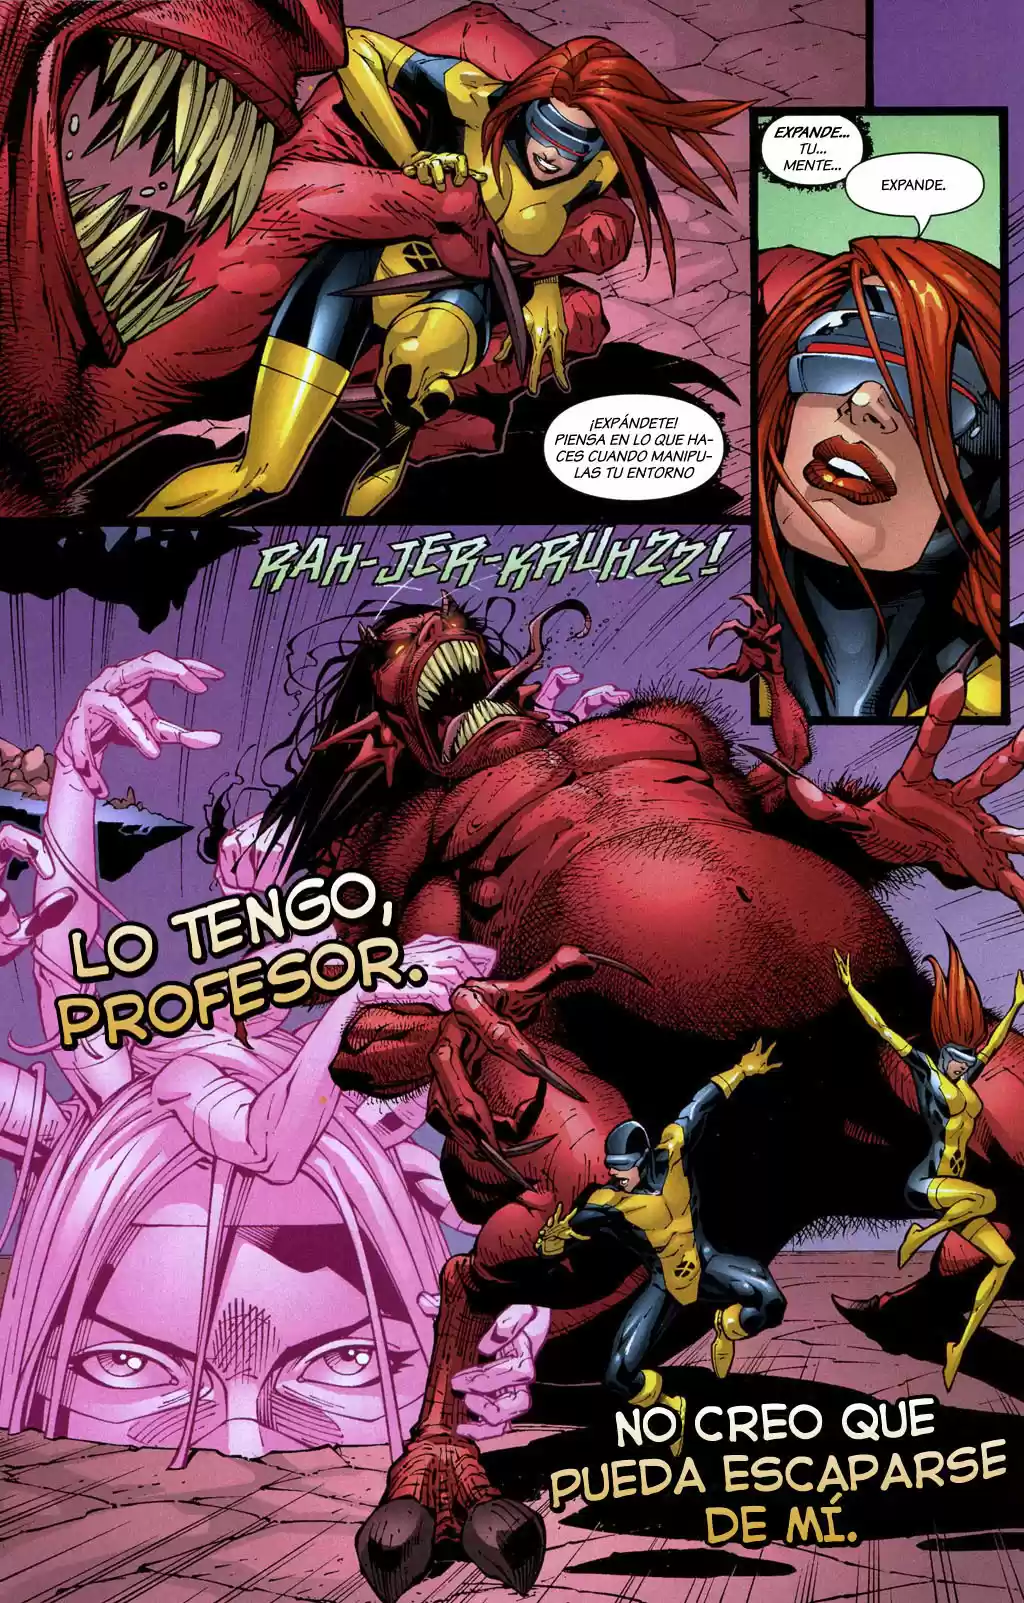 ¡EXPÁNDETE!
PIENSA EN LO QUE HA-
CES CUANDO MANIPU-
LAS TU ENTORNO
EXPANDE...
TU...
MENTE...
EXPANDE.
RAH-JER-KRUHZZ!
LO TENGO,
PROFESOR.
NO CREO QUE
PUEDA ESCAPARSE
DE MÍ.